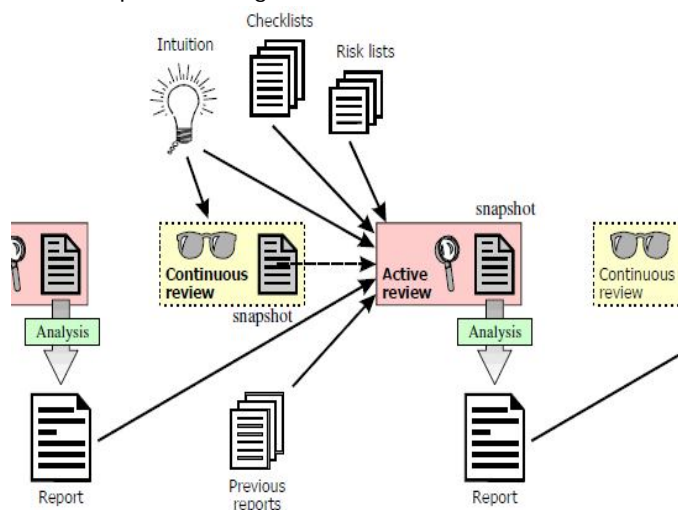 Checklists
Intuition
Risk lists
snapshot
Continuous
review
snapshot
Active
review
Continuous
review
Analysis
Analysis
Report
Previous
reports
Report